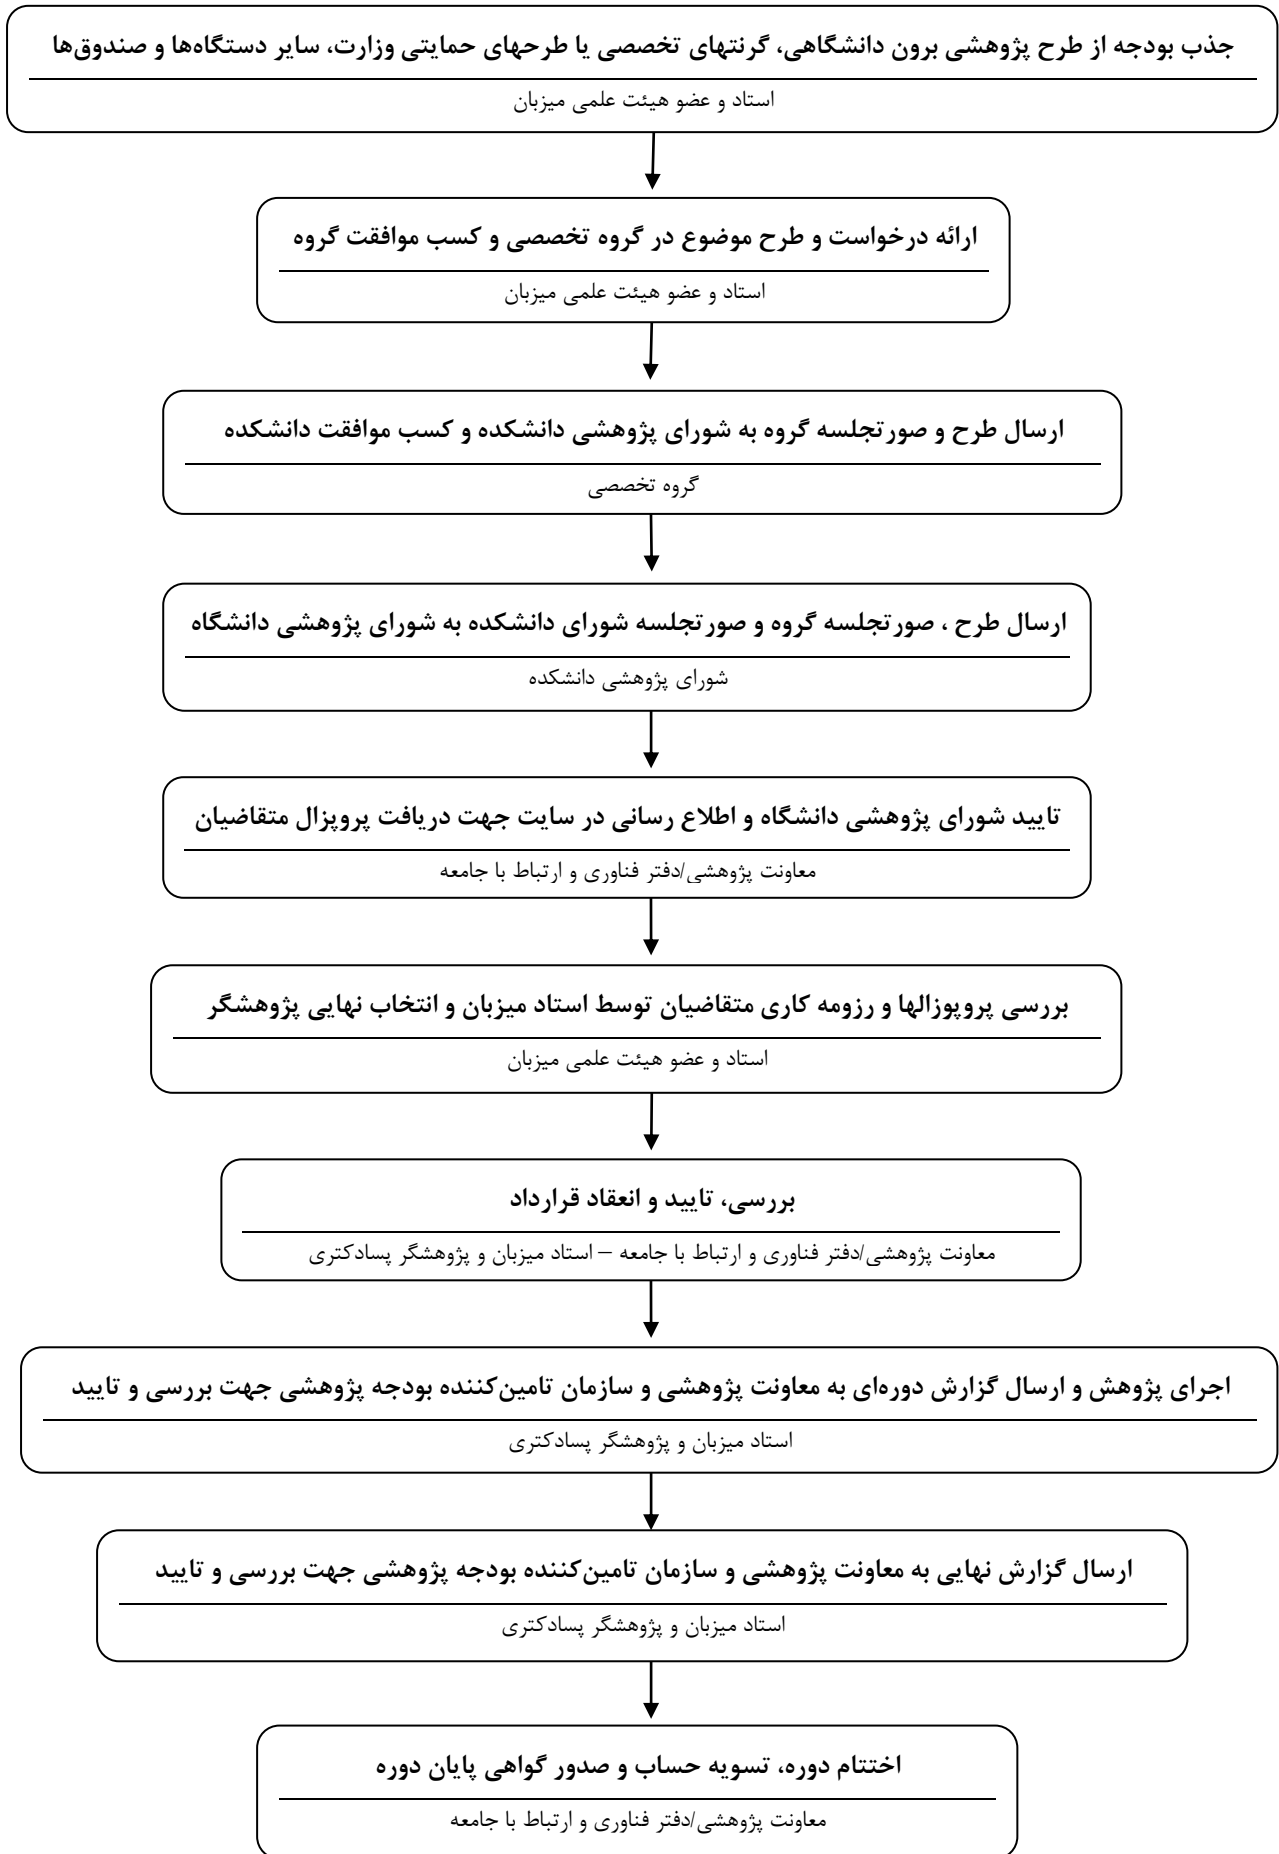 جذب بودجه از طرح پژوهشی برون دانشگاهی، گرنتهای تخصصی یا طرحهای حمایتی وزارت، سایر دستگاه‌ها و صندوق‌ها
استاد و عضو هیئت علمی میزبان
ارائه درخواست و طرح موضوع در گروه تخصصی و کسب موافقت گروه
استاد و عضو هیئت علمی میزبان
ارسال طرح و صورتجلسه گروه به شورای پژوهشی دانشکده و کسب موافقت دانشکده
گروه تخصصی
ارسال طرح ، صورتجلسه گروه و صورتجلسه شورای دانشکده به شورای پژوهشی دانشگاه
شورای پژوهشی دانشکده
تایید شورای پژوهشی دانشگاه و اطلاع رسانی در سایت جهت دریافت پروپزال متقاضیان
معاونت پژوهشی/دفتر فناوری و ارتباط با جامعه
بررسی پروپوزالها و رزومه کاری متقاضیان توسط استاد میزبان و انتخاب نهایی پژوهشگر
استاد و عضو هیئت علمی میزبان
بررسی، تایید و انعقاد قرارداد
معاونت پژوهشی/دفتر فناوری و ارتباط با جامعه – استاد میزبان و پژوهشگر پسادکتری
اجرای پژوهش و ارسال گزارش دوره‌ای به معاونت پژوهشی و سازمان تامین‌کننده بودجه پژوهشی جهت بررسی و تایید
استاد میزبان و پژوهشگر پسادکتری
ارسال گزارش نهایی به معاونت پژوهشی و سازمان تامین‌کننده بودجه پژوهشی جهت بررسی و تایید
استاد میزبان و پژوهشگر پسادکتری
اختتام دوره، تسویه حساب و صدور گواهی پایان دوره
معاونت پژوهشی/دفتر فناوری و ارتباط با جامعه